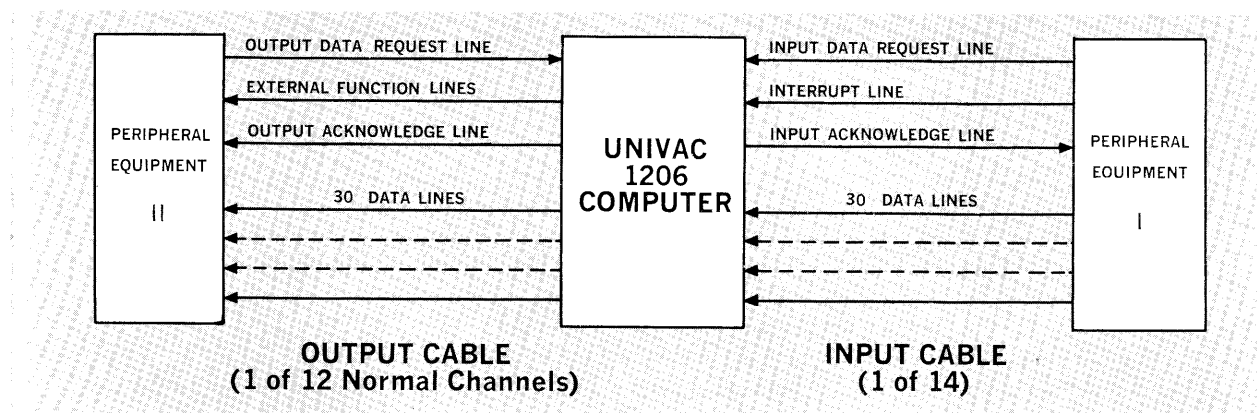 OUTPUT DATA REQUEST LINE
EXTERNAL FUNCTION LINES
OUTPUT ACKNOWLEDGE LINE
30 DATA LINES
PERIPHERAL
EQUIPMENT
II
UNIVAC
1206
COMPUTER
INPUT DATA REQUEST LINE
INTERRUPT LINE
INPUT ACKNOWLEDGE LINE
30 DATA LINES
PERIPHERAL
EQUIPMENT
I
OUTPUT CABLE
(1 of 12 Normal Channels)
INPUT CABLE
(1 of 14)